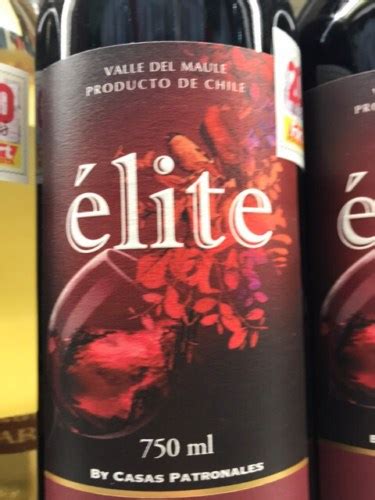 VALLE DEL MAULE
PRODUCTO DE CHILE
élite
750 ml
BY CASAS PATRONALES